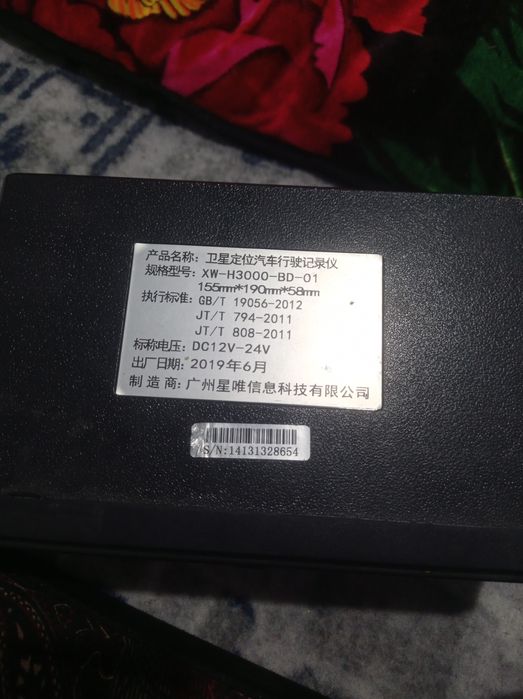 产品名称：卫星定位汽车行驶记录仪
规格型号：XW-H3000-BD-01
155mm*190mm*58mm
执行标准：GB/T 19056-2012
JT/T 794-2011
JT/T 808-2011
标称电压：DC12V-24V
出厂日期：2019年6月
制造商：广州星唯信息科技有限公司
S/N:14131328654